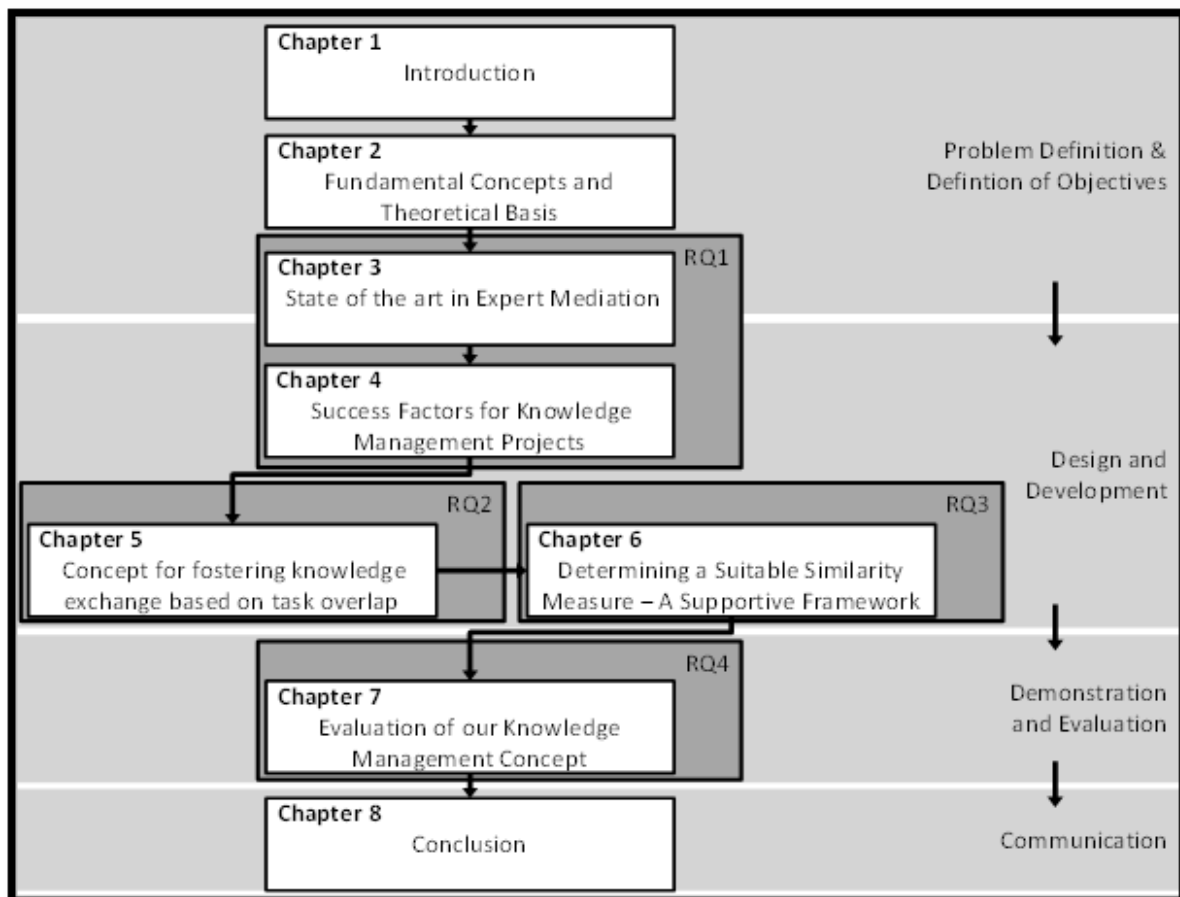 Chapter 1
Introduction
Chapter 2
Fundamental Concepts and
Theoretical Basis
Problem Definition &
Defintion of Objectives
RQ1
Chapter 3
State of the art in Expert Mediation
Chapter 4
Success Factors for Knowledge
Management Projects
Design and
Development
RQ2
Chapter 5
Concept for fostering knowledge
exchange based on task overlap
RQ3
Chapter 6
Determining a Suitable Similarity
Measure – A Supportive Framework
RQ4
Chapter 7
Evaluation of our Knowledge
Management Concept
Demonstration
and Evaluation
Chapter 8
Conclusion
Communication